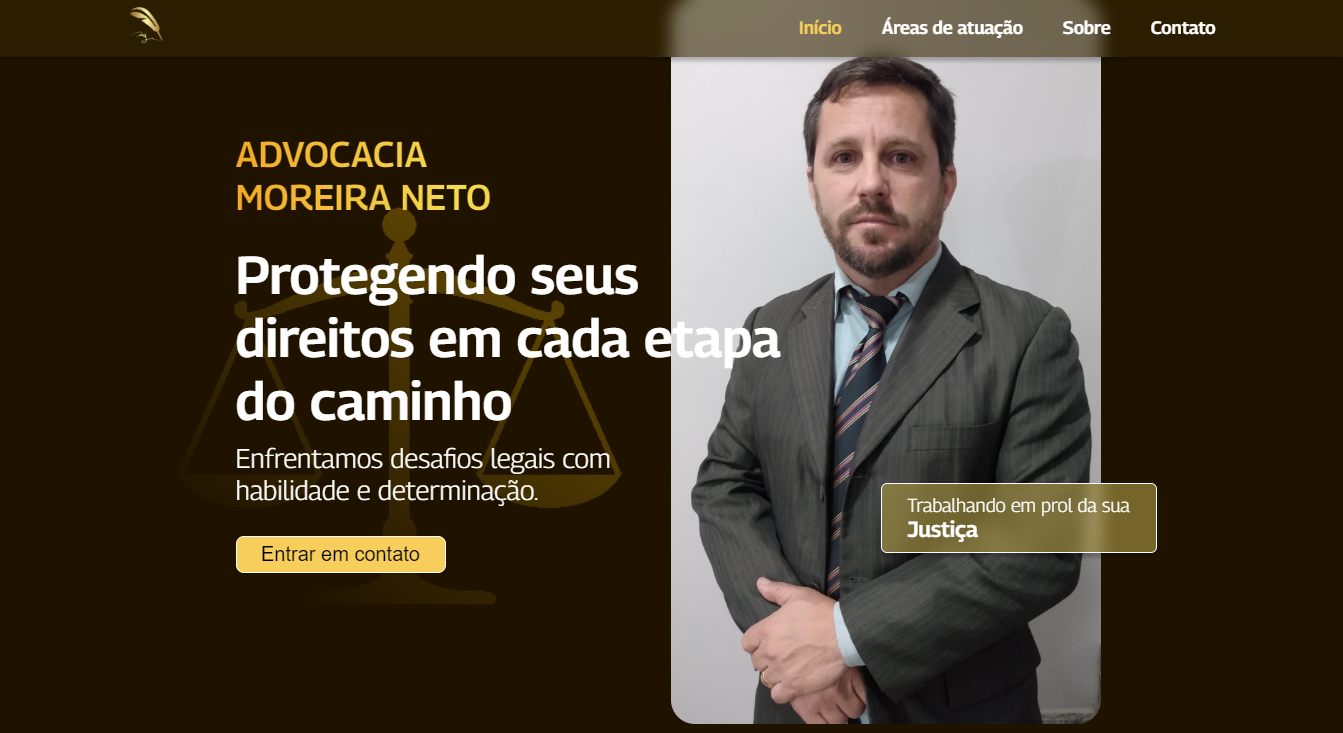 Início Áreas de atuação Sobre Contato
ADVOCACIA
MOREIRA NETO
Protegendo seus
direitos em cada etapa
do caminho
Enfrentamos desafios legais com
habilidade e determinação.
Entrar em contato
Trabalhando em prol da sua
Justiça